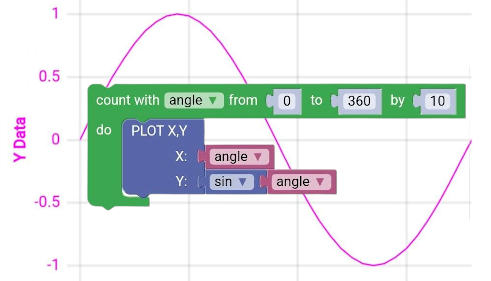 1
0.5
count with angle ▼ from 0 to 360 by 10
do PLOT X,Y
0
X: angle ▼
Y: sin ▼ angle ▼
-0.5
-1
Y Data